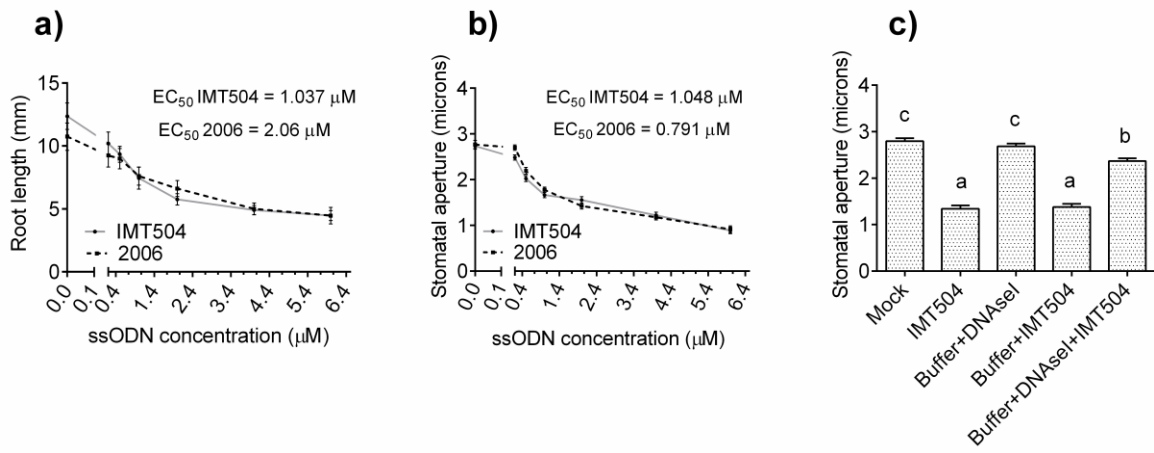 a)
Root length (mm)
15
10
5
0
EC50 IMT504 = 1.037 μM
EC50 2006 = 2.06 μM
IMT504
2006
0.0
0.1
0.4
1.4
2.4
3.4
4.4
5.4
6.4
ssODN concentration (μM)
b)
Stomatal aperture (microns)
4
3
2
1
0
EC50 IMT504 = 1.048 μM
EC50 2006 = 0.791 μM
IMT504
2006
0.0
0.1
0.4
1.4
2.4
3.4
4.4
5.4
6.4
ssODN concentration (μM)
c)
Stomatal aperture (microns)
4
3
2
1
0
c
a
c
a
b
Mock
IMT504
Buffer+DNAseI
Buffer+IMT504
Buffer+DNAseI+IMT504